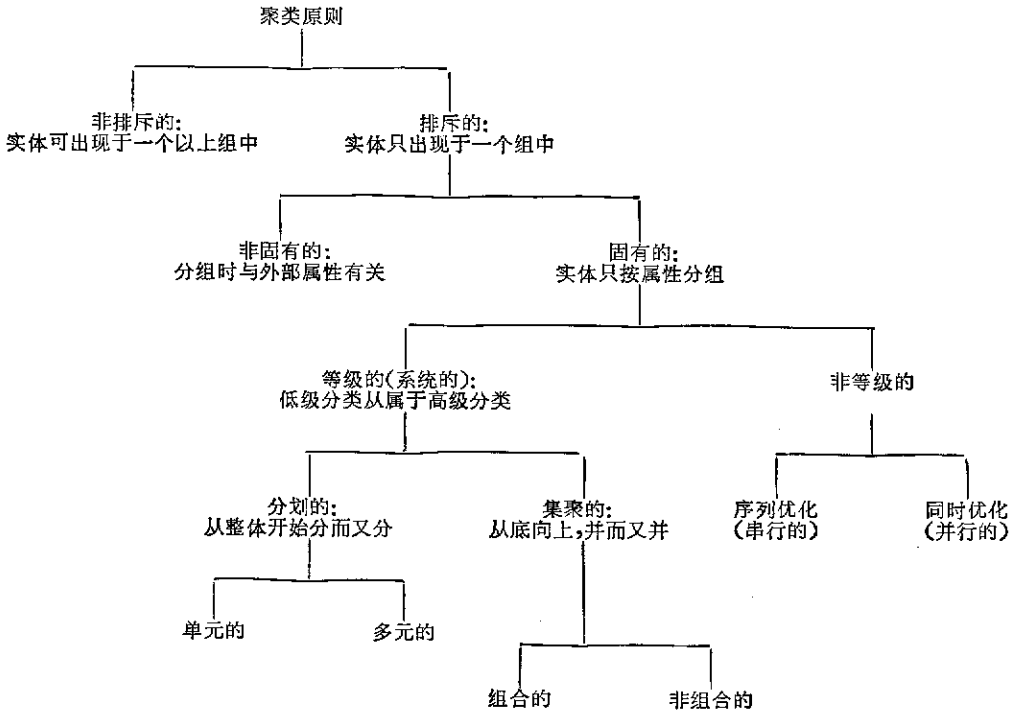 聚类原则
非排斥的:
实体可出现于一个以上组中
排斥的:
实体只出现于一个组中
非固有的:
分组时与外部属性有关
固有的:
实体只按属性分组
等级的(系统的):
低级分类从属于高级分类
非等级的
分划的:
从整体开始分而又分
集聚的:
从底向上,并而又并
序列优化
(串行的)
同时优化
(并行的)
单元的
多元的
组合的
非组合的